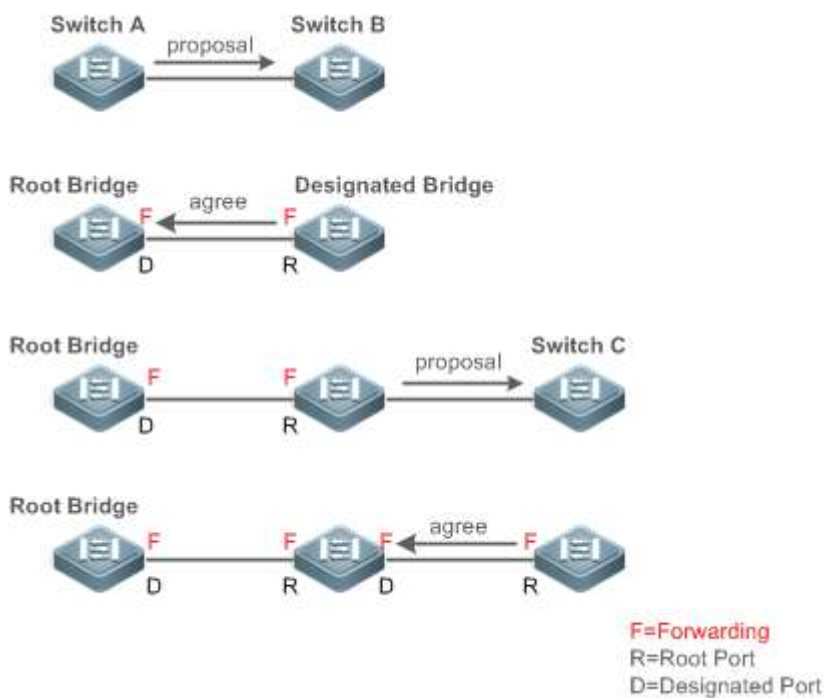 Switch A Switch B
proposal
Root Bridge Designated Bridge
F agree F
D R
Root Bridge Switch C
F F proposal
D R
Root Bridge
F F F agree F
D R D R
F=Forwarding
R=Root Port
D=Designated Port